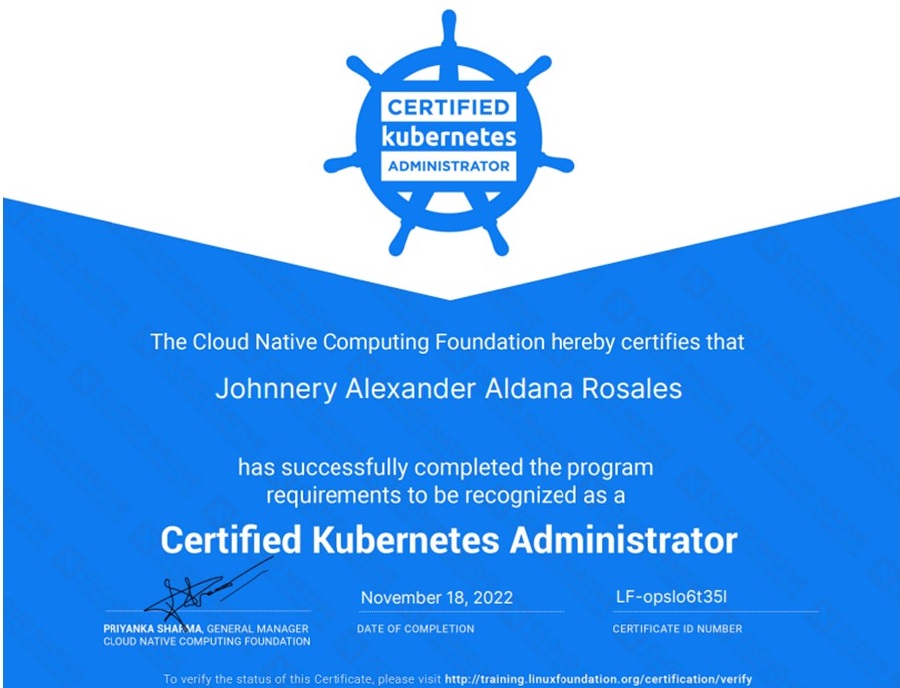 CERTIFIED
kubernetes
ADMINISTRATOR
The Cloud Native Computing Foundation hereby certifies that
Johnnery Alexander Aldana Rosales
has successfully completed the program
requirements to be recognized as a
Certified Kubernetes Administrator
November 18, 2022
LF-opslo6t35l
PRIYANKA SHARMA, GENERAL MANAGER
CLOUD NATIVE COMPUTING FOUNDATION
DATE OF COMPLETION
CERTIFICATE ID NUMBER
To verify the status of this Certificate, please visit http://training.linuxfoundation.org/certification/verify